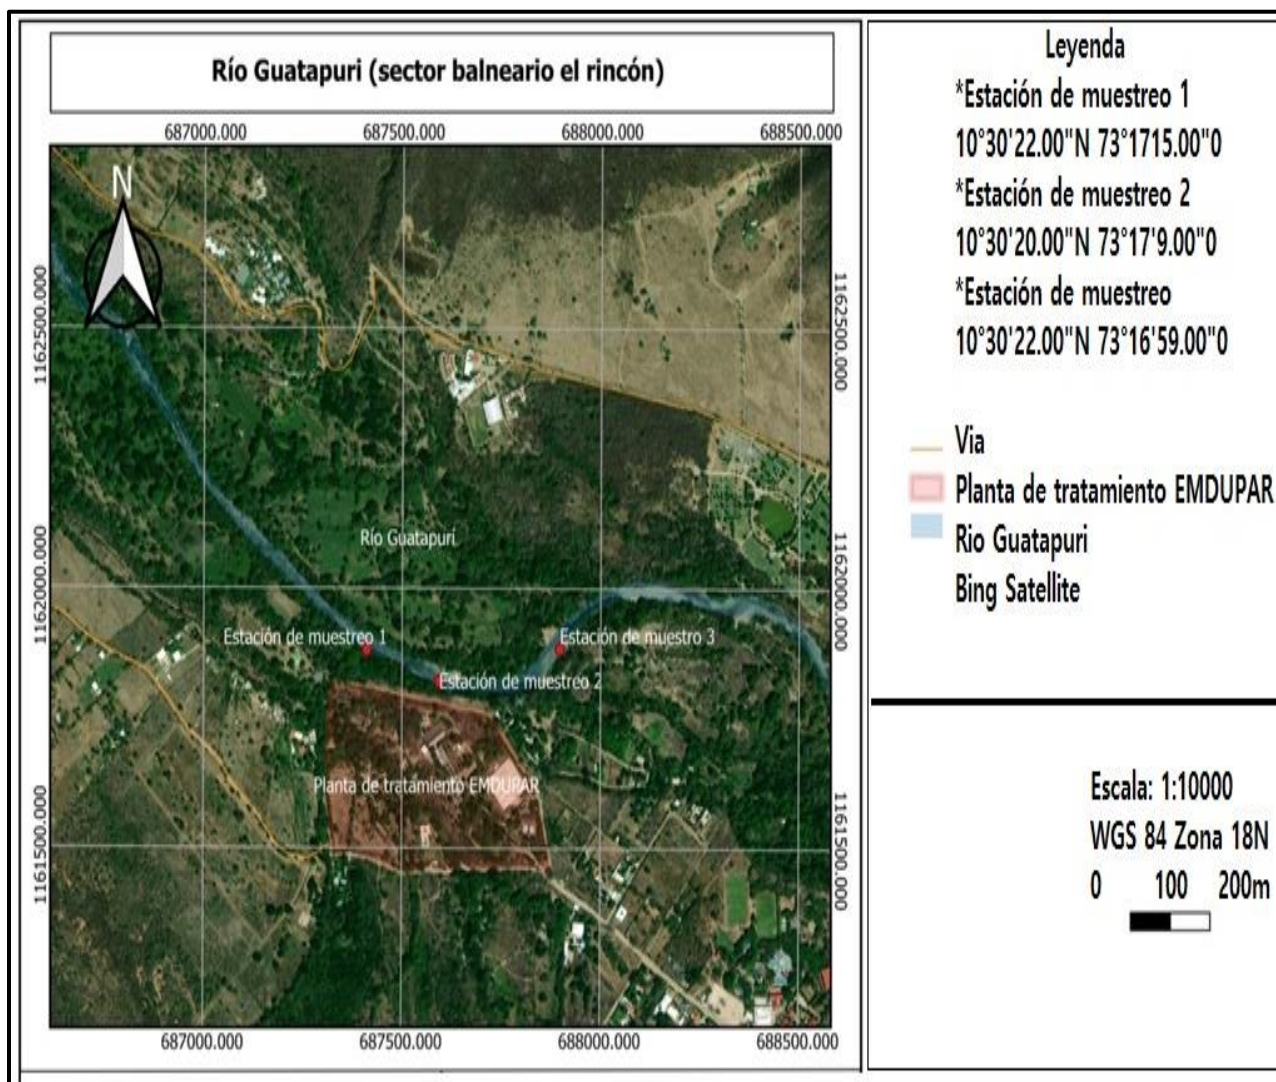 Río Guatapuri (sector balneario el rincón)
687000.000 687500.000 688000.000 688500.000
N
1162500.000
1162500.000
Río Guatapurí
1162000.000
1162000.000
Estación de muestreo 1
Estación de muestro 3
Estación de muestreo 2
Planta de tratamiento EMDUPAR
1161500.000
1161500.000
687000.000 687500.000 688000.000 688500.000
Leyenda
*Estación de muestreo 1
10°30'22.00"N 73°1715.00"0
*Estación de muestreo 2
10°30'20.00"N 73°17'9.00"0
*Estación de muestreo
10°30'22.00"N 73°16'59.00"0
Via
Planta de tratamiento EMDUPAR
Rio Guatapuri
Bing Satellite
Escala: 1:10000
WGS 84 Zona 18N
0 100 200m